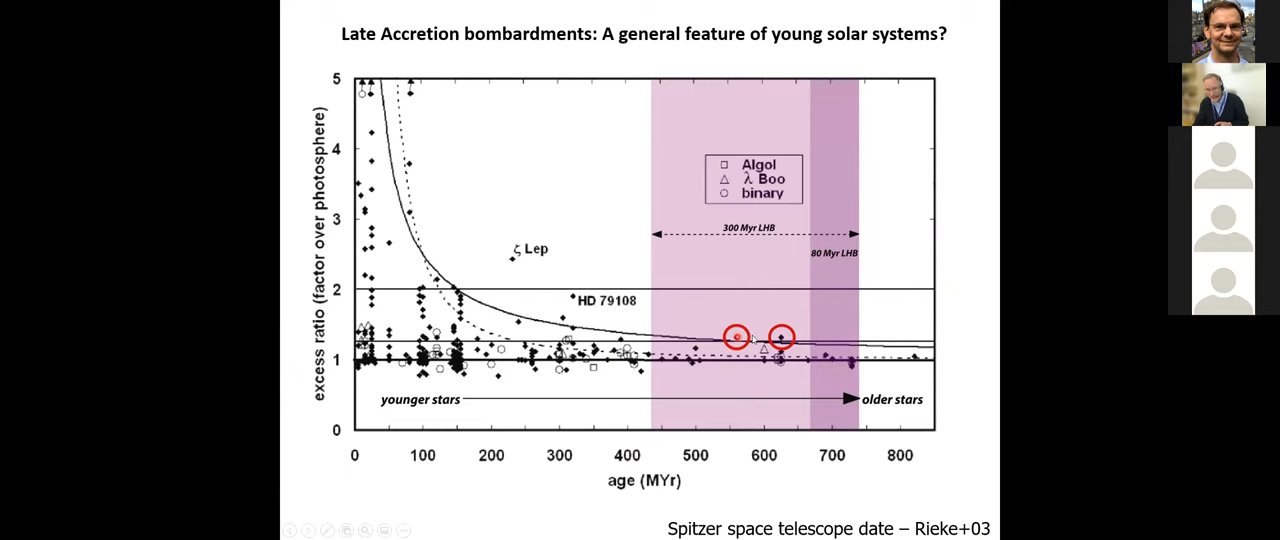 Late Accretion bombardments: A general feature of young solar systems?
excess ratio (factor over photosphere)
5
4
3
2
1
0
Algol
λ Boo
binary
300 Myr LHB
80 Myr LHB
ζ Lep
HD 79108
younger stars
older stars
0 100 200 300 400 500 600 700 800
age (MYr)
Spitzer space telescope date – Rieke+03